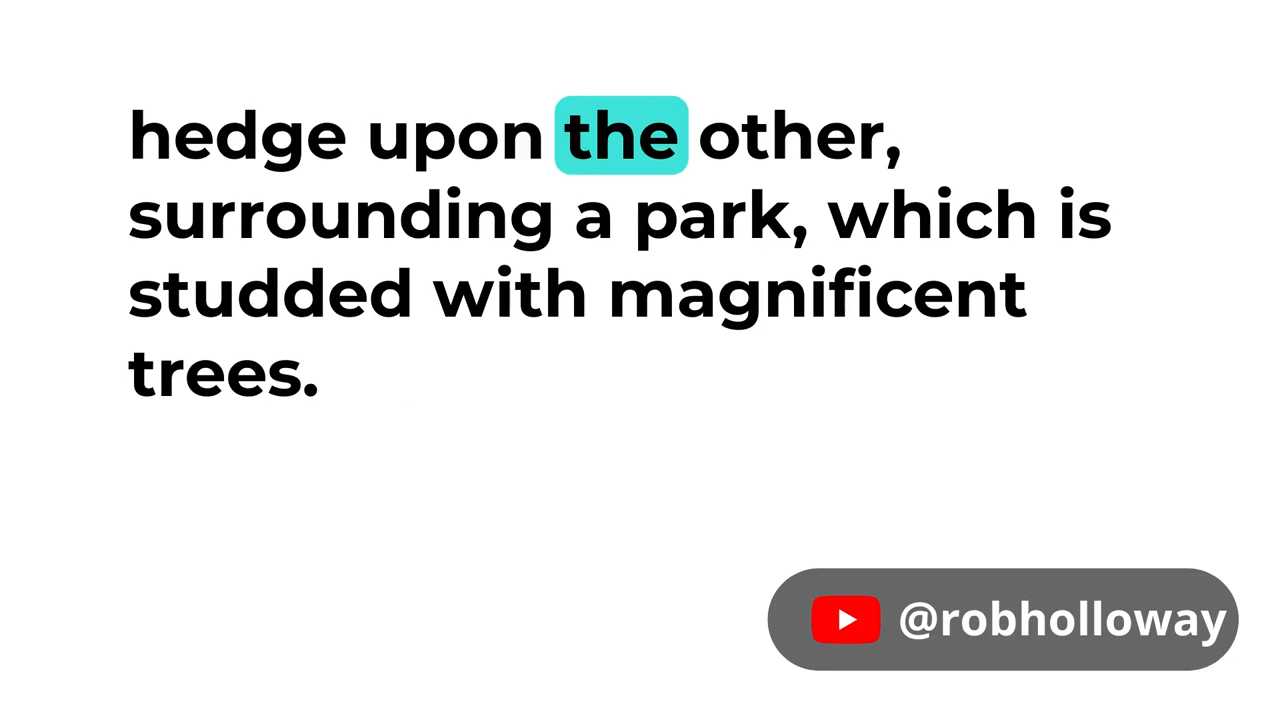 hedge upon the other,
surrounding a park, which is
studded with magnificent
trees.
@robholloway